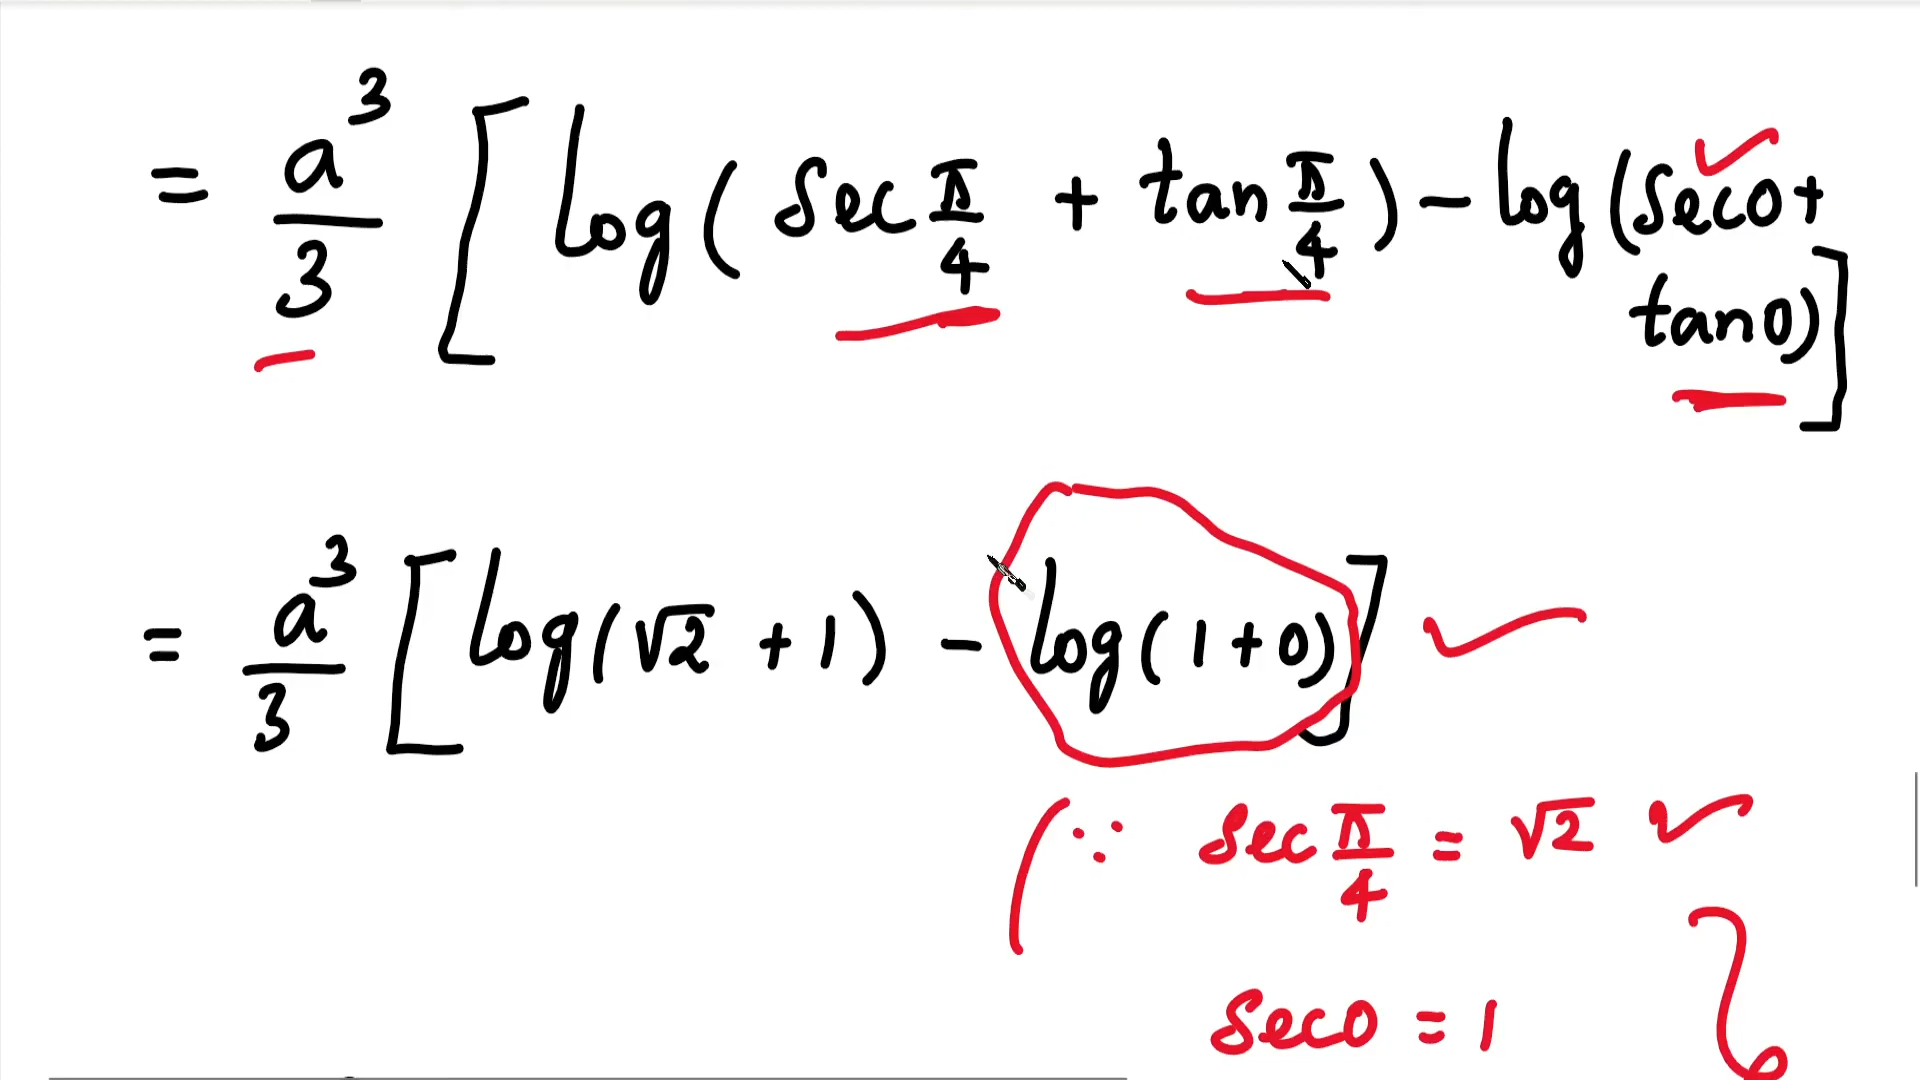 = a³/3 [ log( sec π/4 + tan π/4 ) − log( sec0 +
tan0) ]
= a³/3 [ log( √2 + 1 ) − log( 1 + 0) ]
( ∵ sec π/4 = √2
sec0 = 1